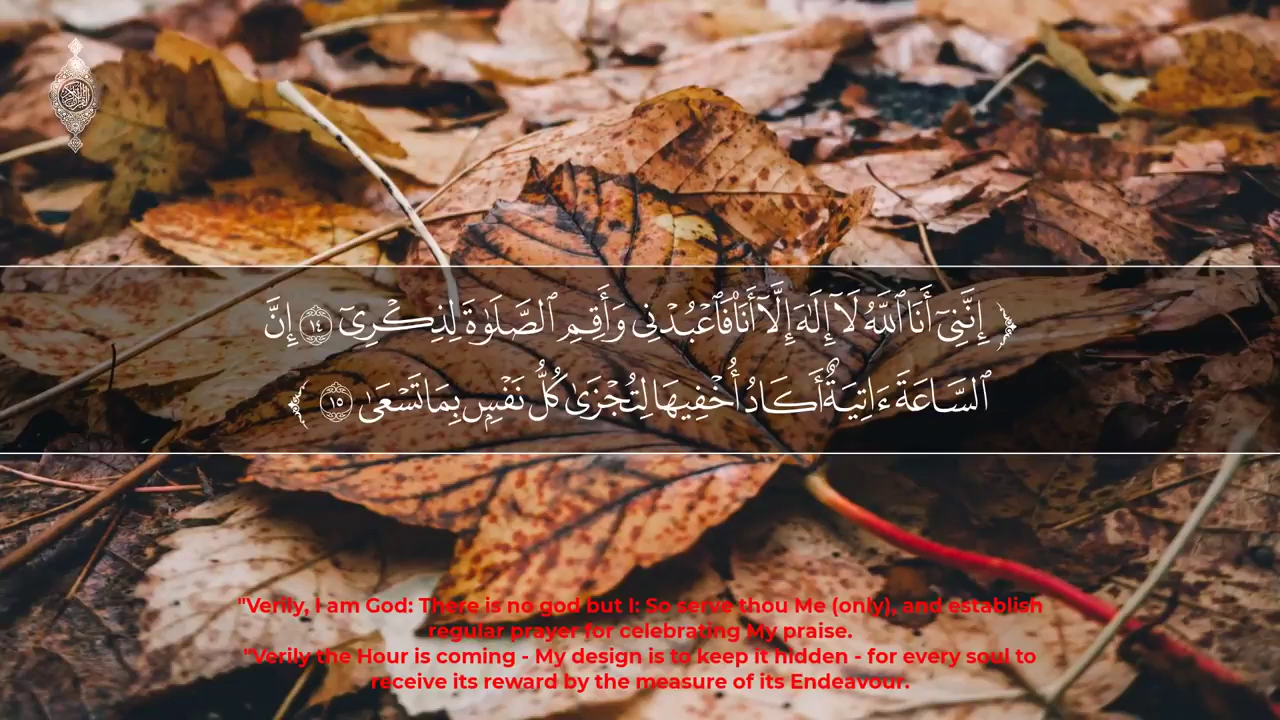 ﴿ إِنَّنِىٓ أَنَا ٱللَّهُ لَآ إِلَٰهَ إِلَّآ أَنَا۠ فَٱعْبُدْنِى وَأَقِمِ ٱلصَّلَوٰةَ لِذِكْرِىٓ ١٤ إِنَّ
ٱلسَّاعَةَ ءَاتِيَةٌ أَكَادُ أُخْفِيهَا لِتُجْزَىٰ كُلُّ نَفْسٍۭ بِمَا تَسْعَىٰ ١٥ ﴾
"Verily, I am God: There is no god but I: So serve thou Me (only), and establish
regular prayer for celebrating My praise.
"Verily the Hour is coming - My design is to keep it hidden - for every soul to
receive its reward by the measure of its Endeavour.